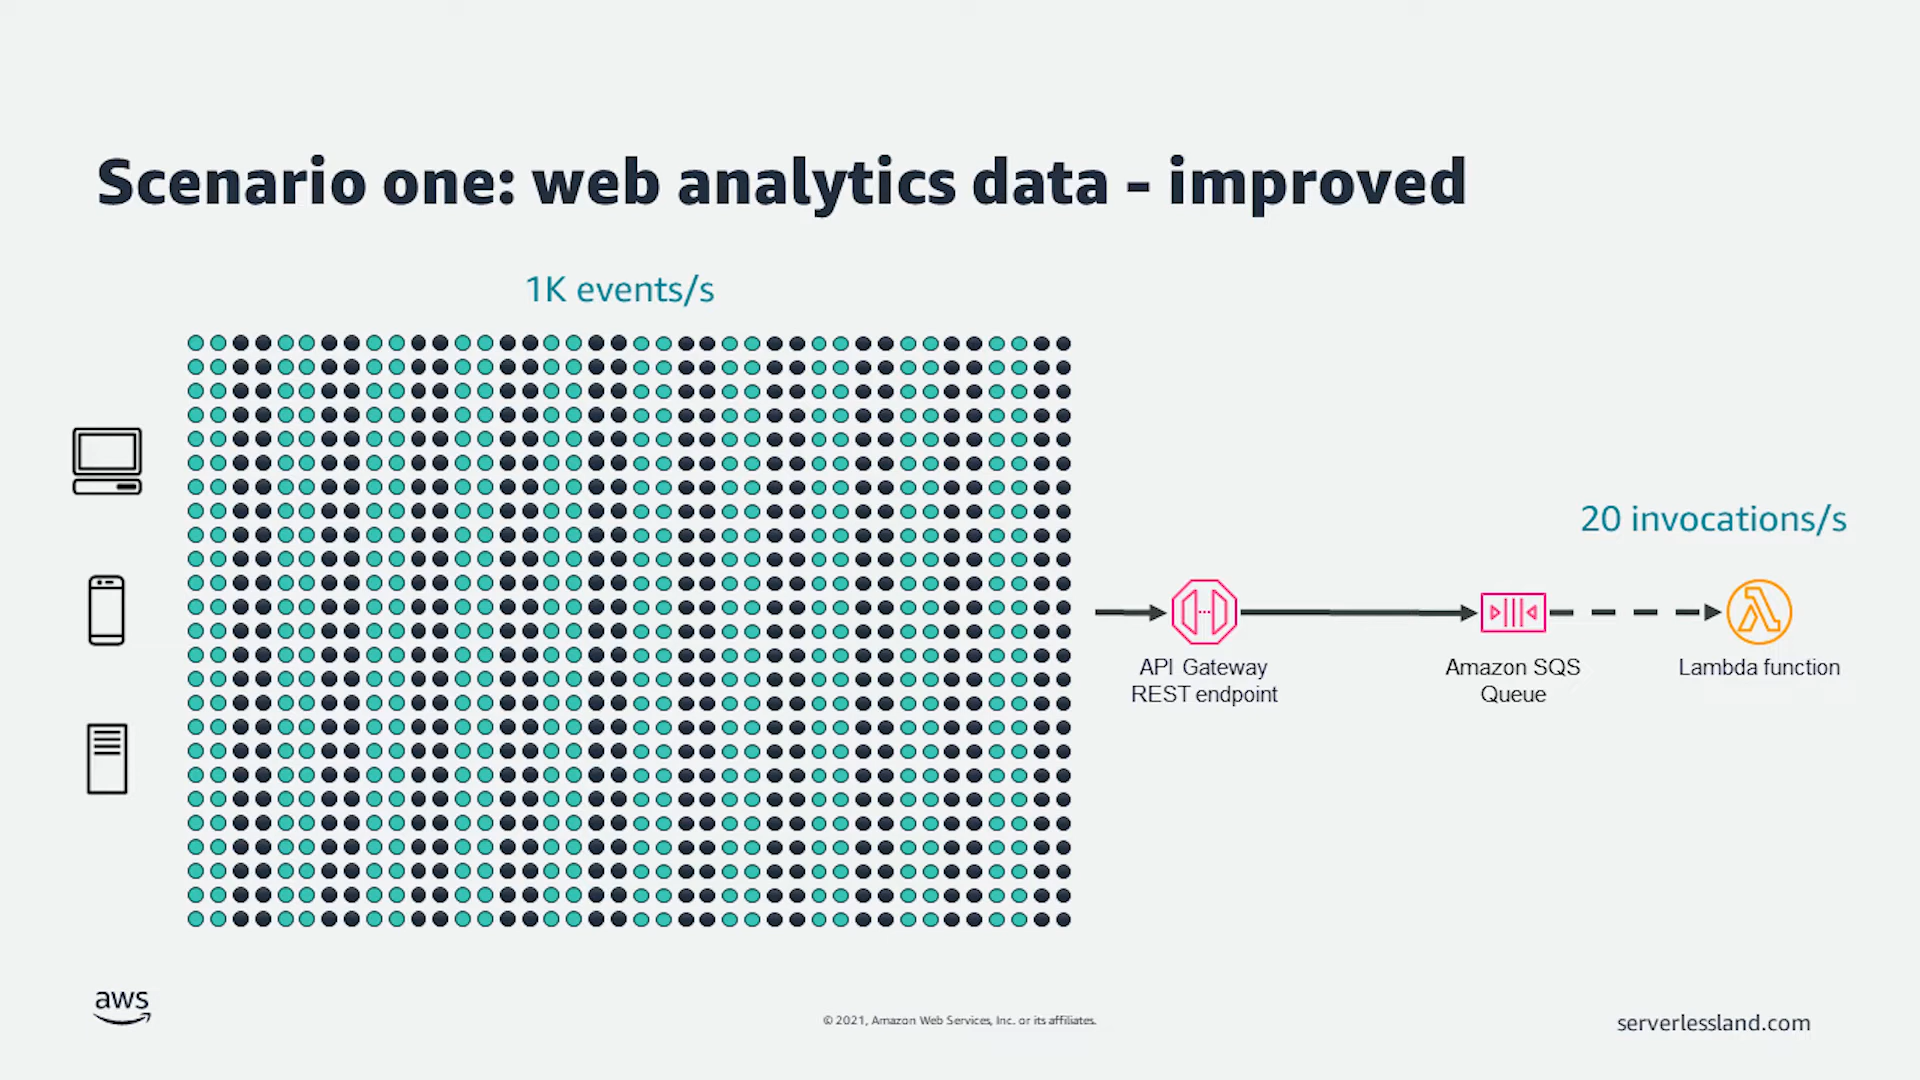 Scenario one: web analytics data - improved
1K events/s
20 invocations/s
API Gateway
REST endpoint
Amazon SQS
Queue
Lambda function
aws
© 2021, Amazon Web Services, Inc. or its affiliates.
serverlessland.com